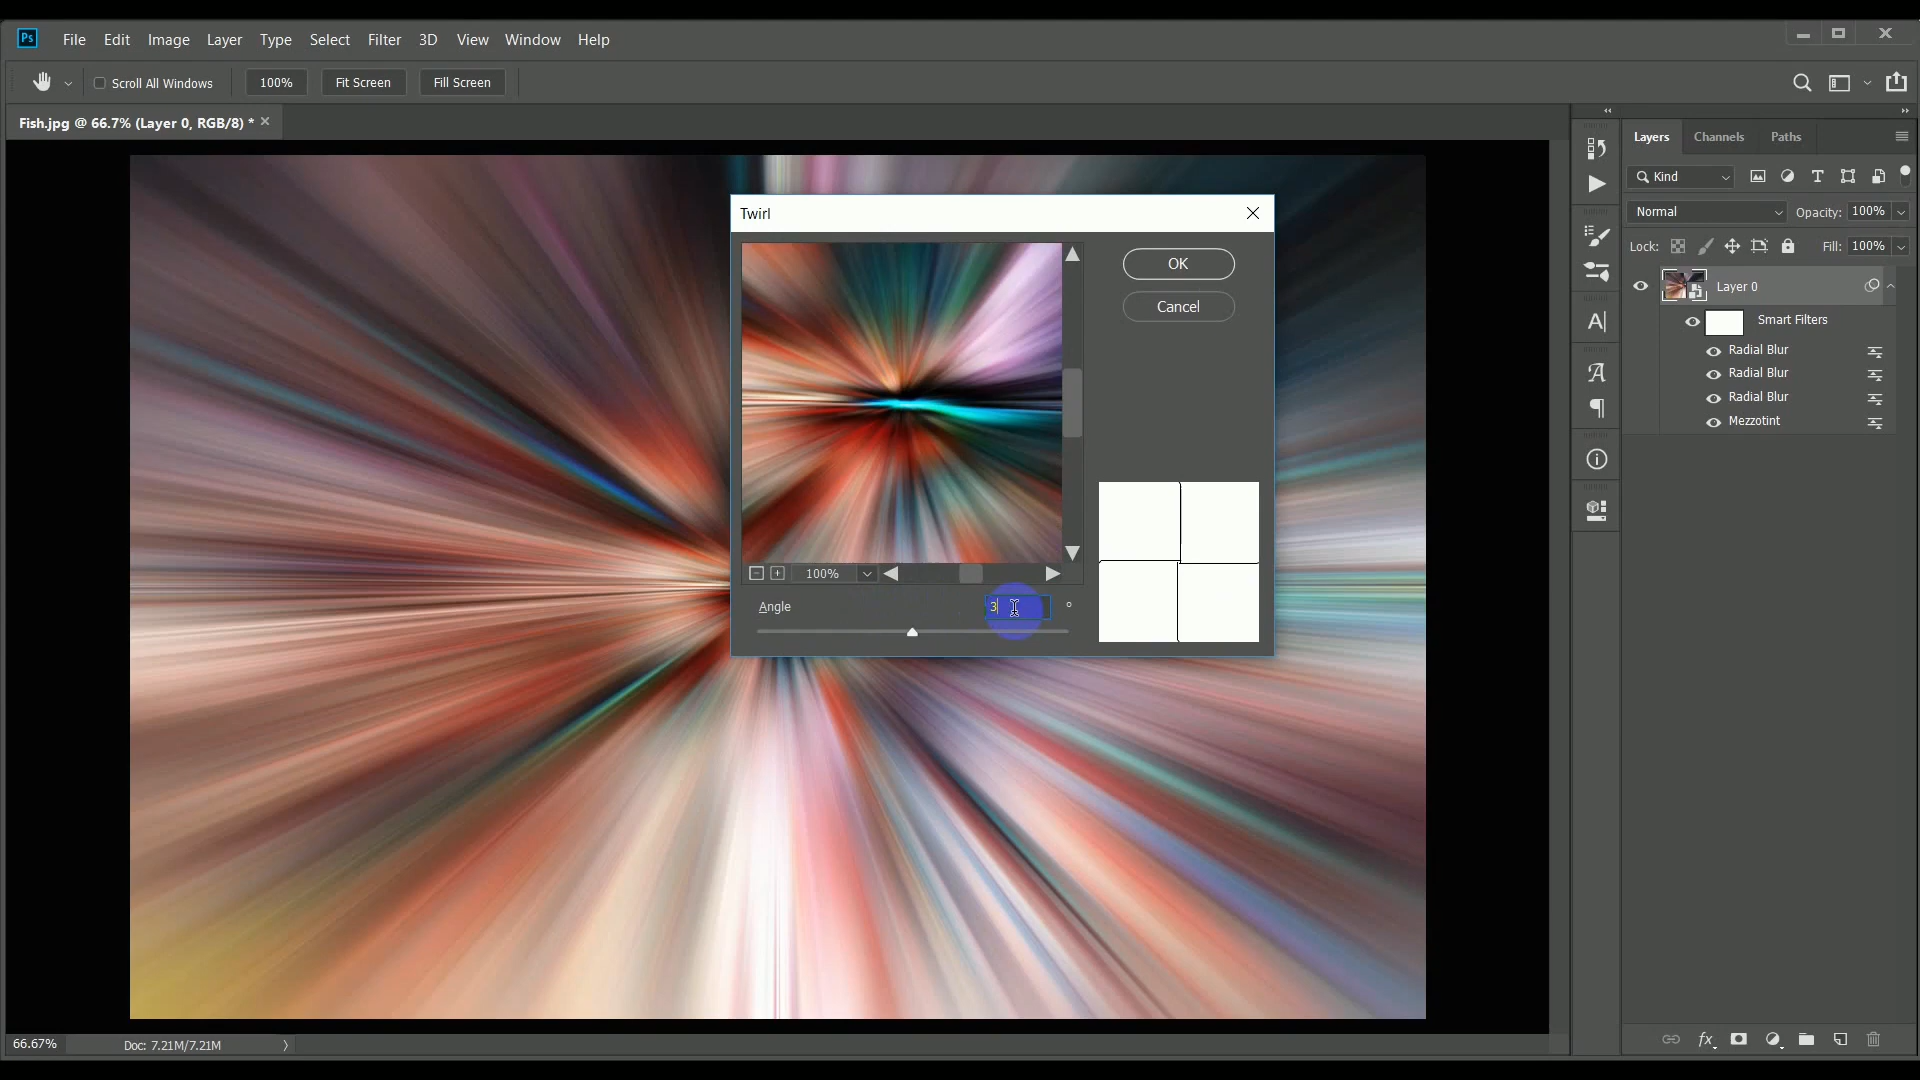 Ps File Edit Image Layer Type Select Filter 3D View Window Help
Scroll All Windows 100% Fit Screen Fill Screen
Fish.jpg @ 66.7% (Layer 0, RGB/8) *
Layers Channels Paths
Kind
Normal Opacity: 100%
Lock: Fill: 100%
Layer 0
Smart Filters
Radial Blur
Radial Blur
Radial Blur
Mezzotint
Twirl
OK
Cancel
100%
Angle 3 °
66.67% Doc: 7.21M/7.21M